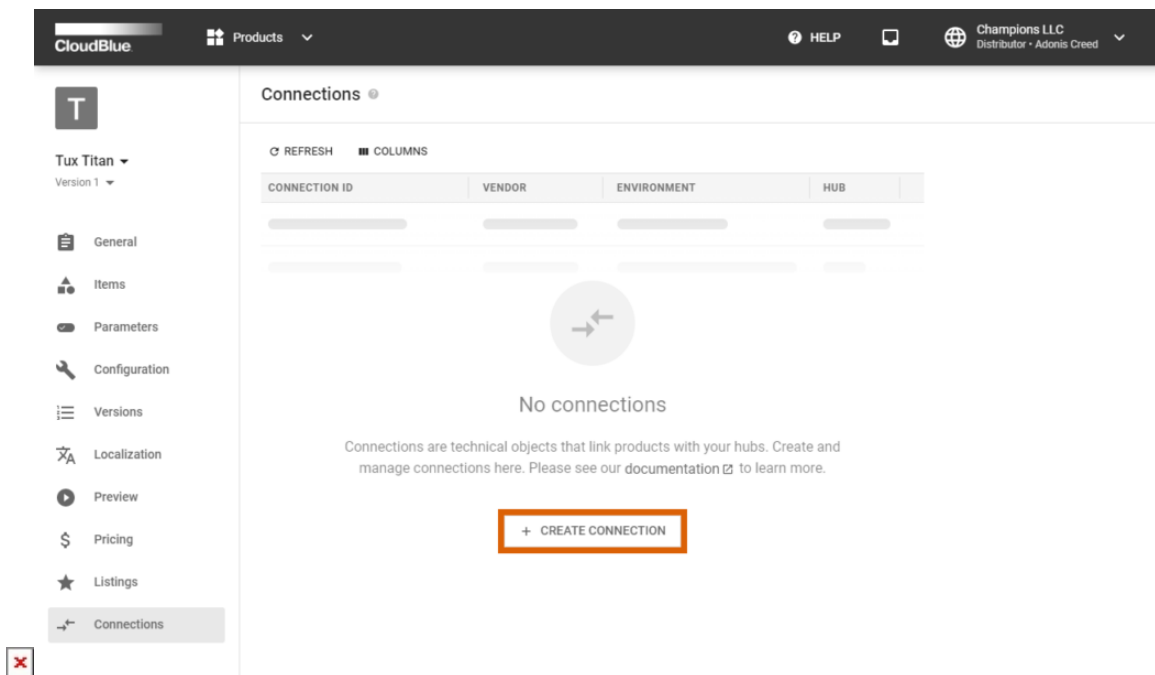 CloudBlue
Products
HELP
Champions LLC
Distributor • Adonis Creed
T
Tux Titan
Version 1
General
Items
Parameters
Configuration
Versions
Localization
Preview
Pricing
Listings
Connections
Connections
REFRESH COLUMNS
CONNECTION ID VENDOR ENVIRONMENT HUB
No connections
Connections are technical objects that link products with your hubs. Create and
manage connections here. Please see our documentation to learn more.
+ CREATE CONNECTION